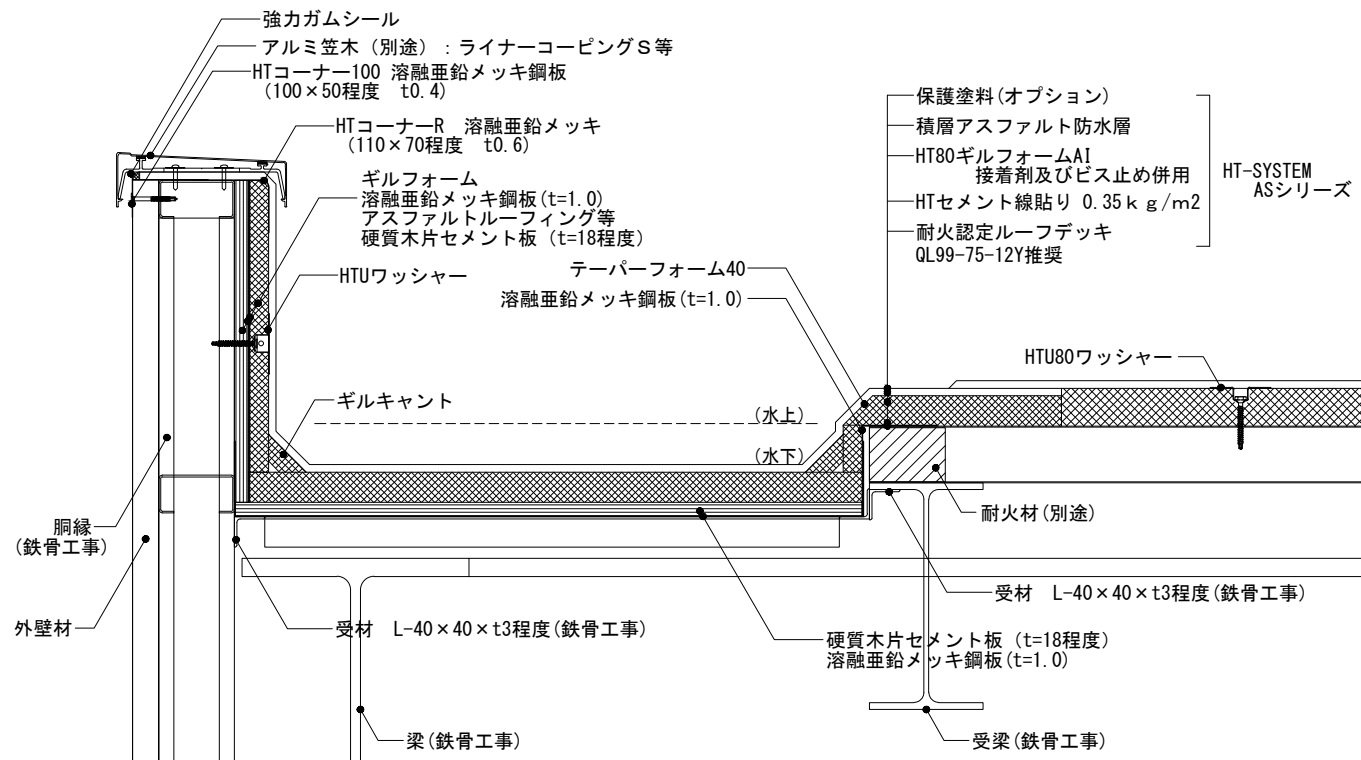 強力ガムシール
アルミ笠木（別途）：ライナーコーピングＳ等
HTコーナー100 溶融亜鉛メッキ鋼板
(100×50程度 t0.4)
HTコーナーR 溶融亜鉛メッキ
(110×70程度 t0.6)
ギルフォーム
溶融亜鉛メッキ鋼板(t=1.0)
アスファルトルーフィング等
硬質木片セメント板（t=18程度）
HTUワッシャー
テーパーフォーム40
溶融亜鉛メッキ鋼板(t=1.0)
保護塗料(オプション)
積層アスファルト防水層
HT80ギルフォームAI
接着剤及びビス止め併用
HTセメント線貼り 0.35ｋｇ/m2
耐火認定ルーフデッキ
QL99-75-12Y推奨
HT-SYSTEM
ASシリーズ
HTU80ワッシャー
ギルキャント
(水上)
(水下)
胴縁
(鉄骨工事)
耐火材(別途)
外壁材
受材 L-40×40×t3程度(鉄骨工事)
受材 L-40×40×t3程度(鉄骨工事)
硬質木片セメント板（t=18程度）
溶融亜鉛メッキ鋼板(t=1.0)
梁(鉄骨工事)
受梁(鉄骨工事)